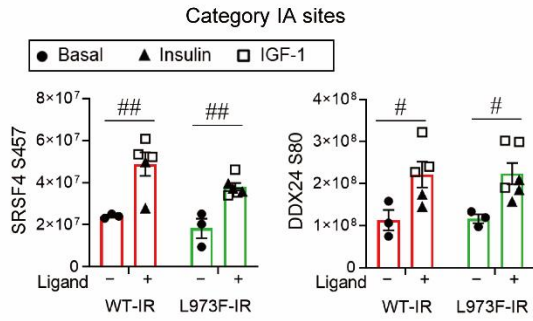 Category IA sites
● Basal ▲ Insulin □ IGF-1
SRSF4 S457
8×10⁷
6×10⁷
4×10⁷
2×10⁷
0
## ##
Ligand − + − +
WT-IR L973F-IR
DDX24 S80
4×10⁸
3×10⁸
2×10⁸
1×10⁸
0
# #
Ligand − + − +
WT-IR L973F-IR